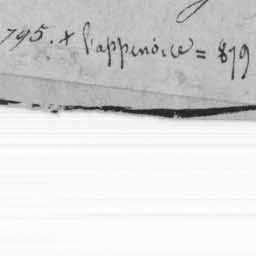 795. + l'appendice = 879